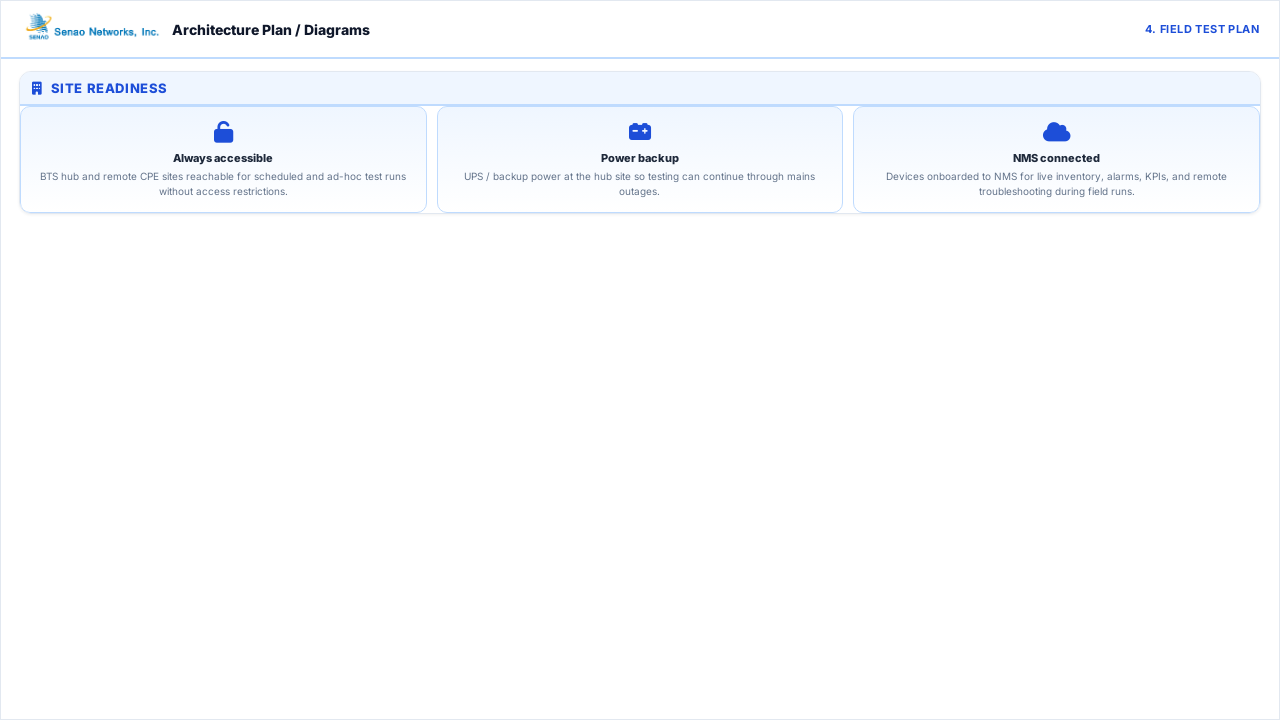 SENAO
Senao Networks, Inc.
Architecture Plan / Diagrams
4. FIELD TEST PLAN
SITE READINESS
Always accessible
BTS hub and remote CPE sites reachable for scheduled and ad-hoc test runs
without access restrictions.
Power backup
UPS / backup power at the hub site so testing can continue through mains
outages.
NMS connected
Devices onboarded to NMS for live inventory, alarms, KPIs, and remote
troubleshooting during field runs.